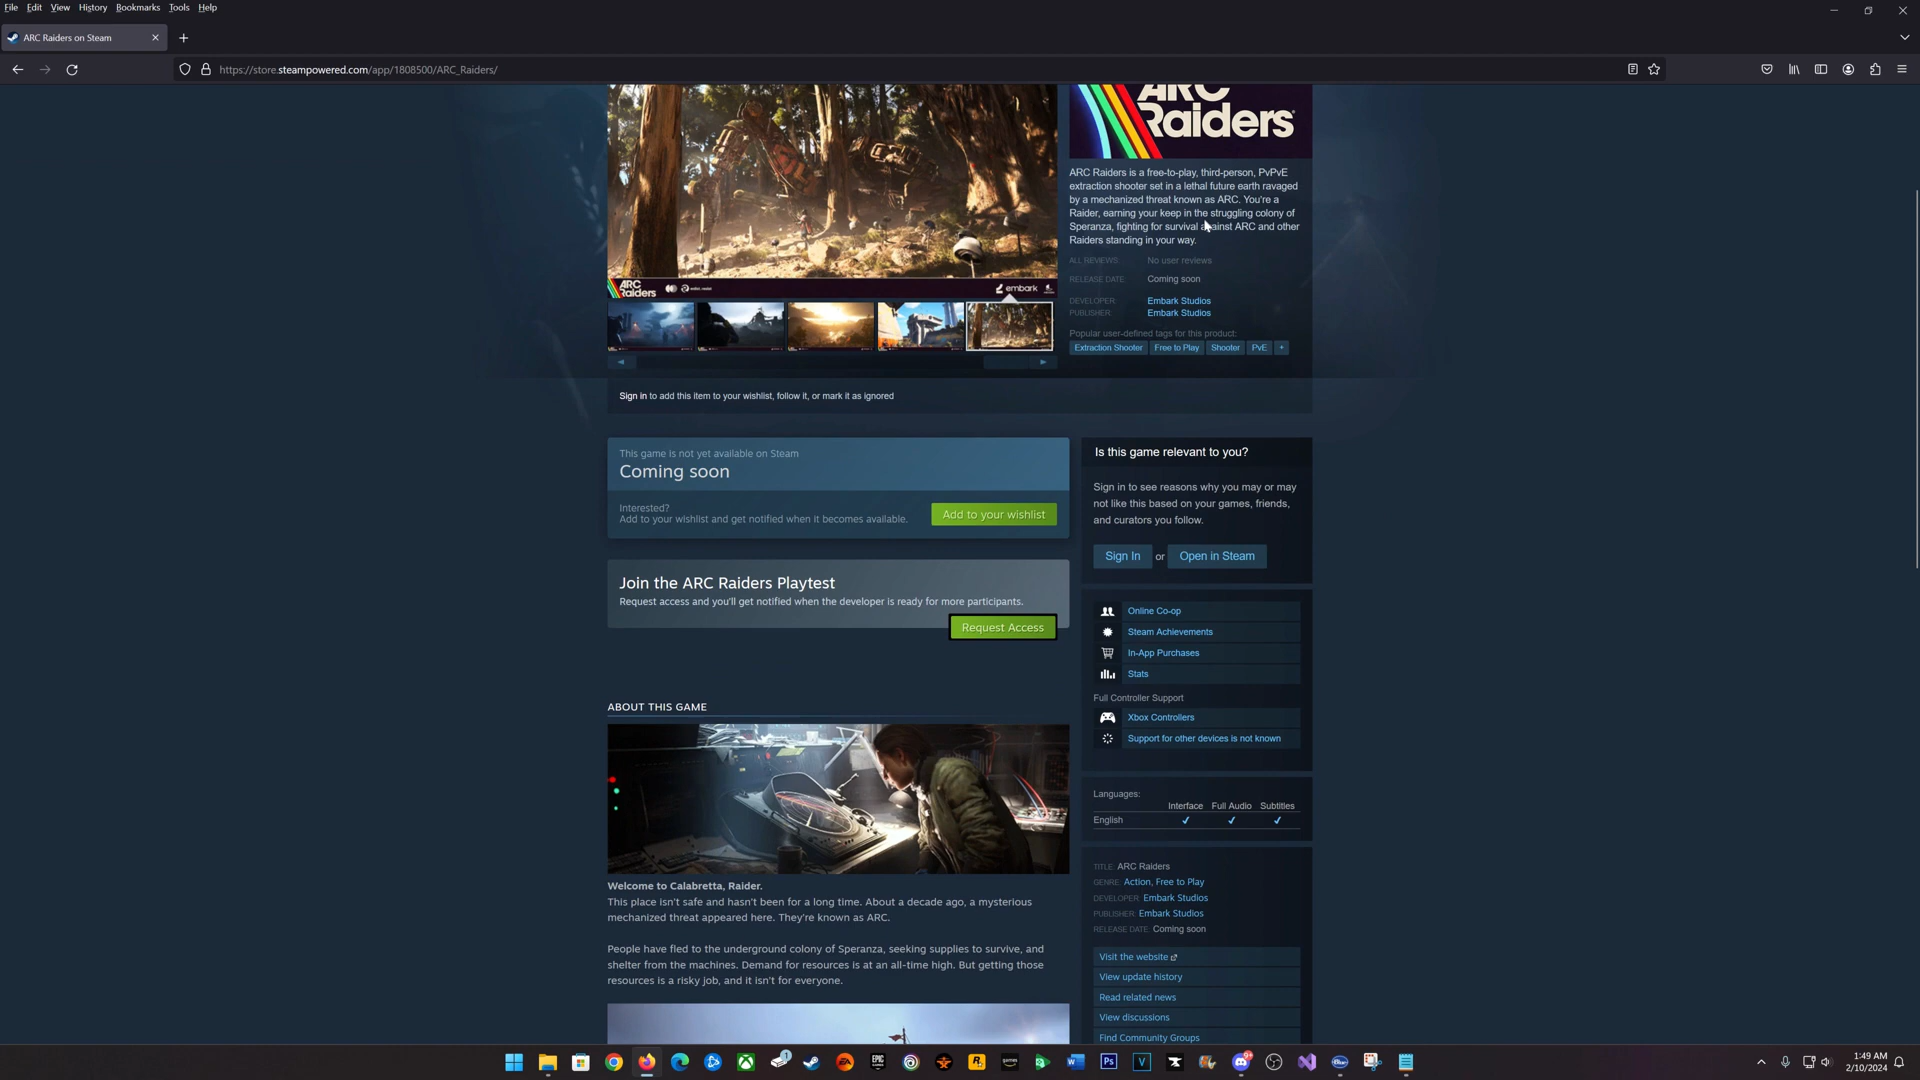 File Edit View History Bookmarks Tools Help
ARC Raiders on Steam
https://store.steampowered.com/app/1808500/ARC_Raiders/
ARC
Raiders
ARC Raiders is a free-to-play, third-person, PvPvE
extraction shooter set in a lethal future earth ravaged
by a mechanized threat known as ARC. You're a
Raider, earning your keep in the struggling colony of
Speranza, fighting for survival against ARC and other
Raiders standing in your way.
ALL REVIEWS: No user reviews
RELEASE DATE: Coming soon
DEVELOPER: Embark Studios
PUBLISHER: Embark Studios
Popular user-defined tags for this product:
Extraction Shooter Free to Play Shooter PvE +
ARC
Raiders
embark
Sign in to add this item to your wishlist, follow it, or mark it as ignored
This game is not yet available on Steam
Coming soon
Interested?
Add to your wishlist and get notified when it becomes available.
Add to your wishlist
Join the ARC Raiders Playtest
Request access and you'll get notified when the developer is ready for more participants.
Request Access
ABOUT THIS GAME
Welcome to Calabretta, Raider.
This place isn't safe and hasn't been for a long time. About a decade ago, a mysterious
mechanized threat appeared here. They're known as ARC.
People have fled to the underground colony of Speranza, seeking supplies to survive, and
shelter from the machines. Demand for resources is at an all-time high. But getting those
resources is a risky job, and it isn't for everyone.
Is this game relevant to you?
Sign in to see reasons why you may or may
not like this based on your games, friends,
and curators you follow.
Sign In or Open in Steam
Online Co-op
Steam Achievements
In-App Purchases
Stats
Full Controller Support
Xbox Controllers
Support for other devices is not known
Languages:
Interface Full Audio Subtitles
English ✔ ✔ ✔
TITLE: ARC Raiders
GENRE: Action, Free to Play
DEVELOPER: Embark Studios
PUBLISHER: Embark Studios
RELEASE DATE: Coming soon
Visit the website
View update history
Read related news
View discussions
Find Community Groups
1:49 AM
2/10/2024